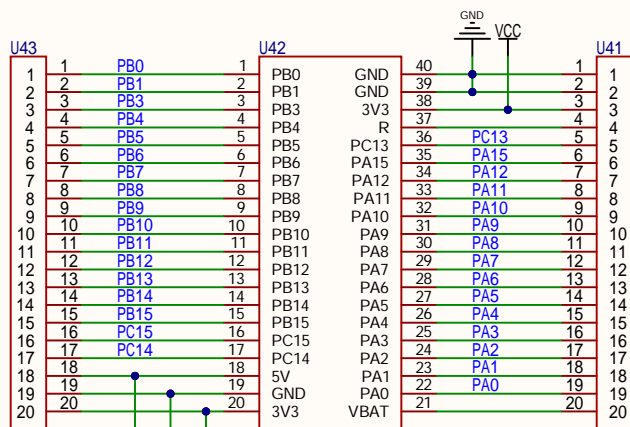 GND
VCC
U43 U42 U41
1 1 PB0 1 PB0 GND 40 1 1
2 2 PB1 2 PB1 GND 39 2 2
3 3 PB3 3 PB3 3V3 38 3 3
4 4 PB4 4 PB4 R 37 4 4
5 5 PB5 5 PB5 PC13 36 PC13 5 5
6 6 PB6 6 PB6 PA15 35 PA15 6 6
7 7 PB7 7 PB7 PA12 34 PA12 7 7
8 8 PB8 8 PB8 PA11 33 PA11 8 8
9 9 PB9 9 PB9 PA10 32 PA10 9 9
10 10 PB10 10 PB10 PA9 31 PA9 10 10
11 11 PB11 11 PB11 PA8 30 PA8 11 11
12 12 PB12 12 PB12 PA7 29 PA7 12 12
13 13 PB13 13 PB13 PA6 28 PA6 13 13
14 14 PB14 14 PB14 PA5 27 PA5 14 14
15 15 PB15 15 PB15 PA4 26 PA4 15 15
16 16 PC15 16 PC15 PA3 25 PA3 16 16
17 17 PC14 17 PC14 PA2 24 PA2 17 17
18 18 18 5V PA1 23 PA1 18 18
19 19 19 GND PA0 22 PA0 19 19
20 20 20 3V3 VBAT 21 20 20